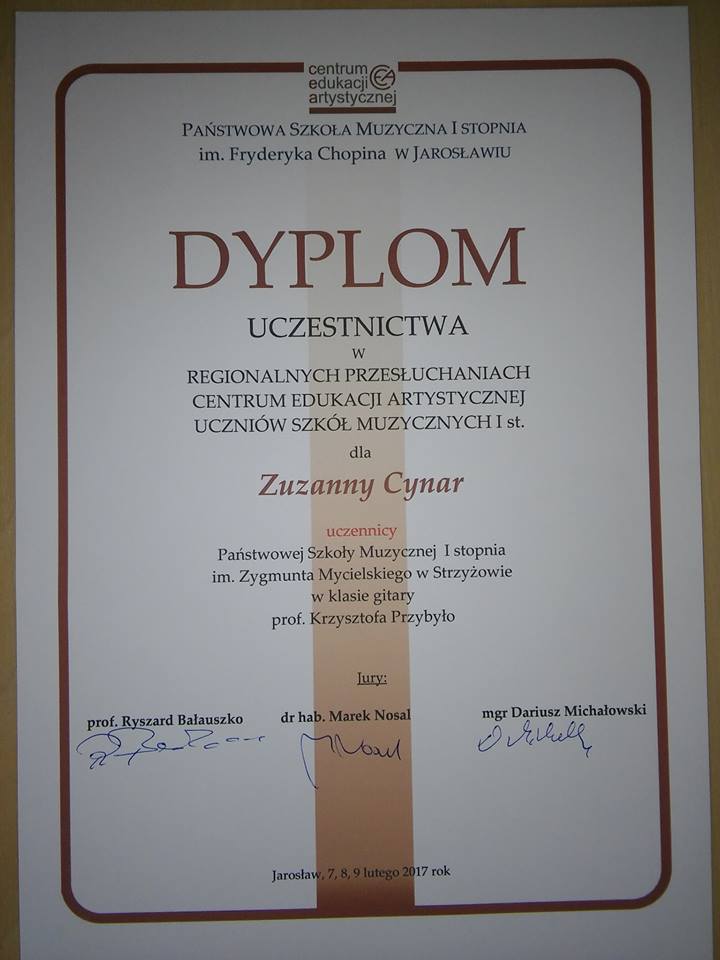 centrum
edukacji CEA
artystycznej
PAŃSTWOWA SZKOŁA MUZYCZNA I STOPNIA
im. Fryderyka Chopina W JAROSŁAWIU
DYPLOM
UCZESTNICTWA
W
REGIONALNYCH PRZESŁUCHANIACH
CENTRUM EDUKACJI ARTYSTYCZNEJ
UCZNIÓW SZKÓŁ MUZYCZNYCH I st.
dla
Zuzanny Cynar
uczennicy
Państwowej Szkoły Muzycznej I stopnia
im. Zygmunta Mycielskiego w Strzyżowie
w klasie gitary
prof. Krzysztofa Przybyło
Jury:
prof. Ryszard Bałauszko dr hab. Marek Nosal mgr Dariusz Michałowski
Jarosław, 7, 8, 9 lutego 2017 rok